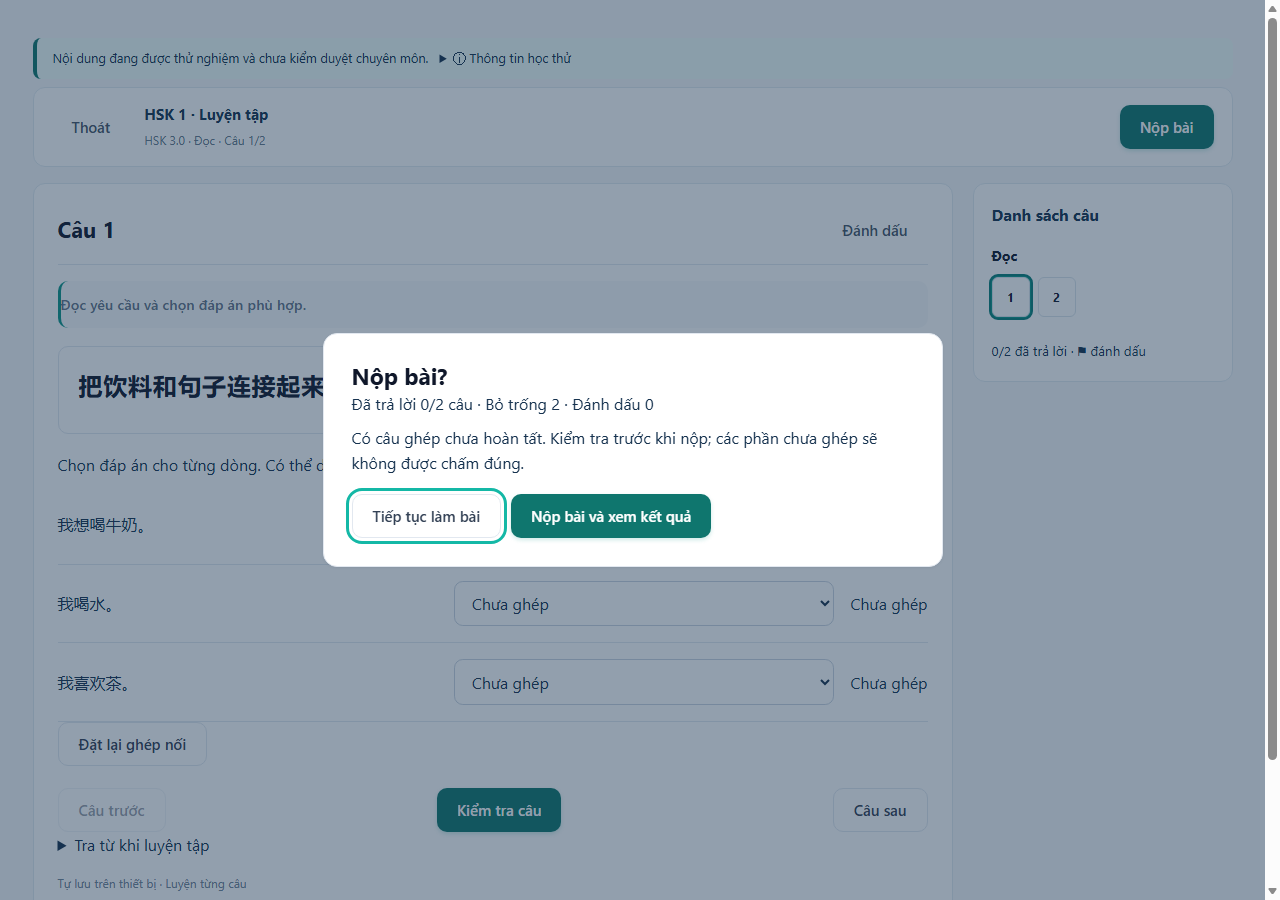 Nội dung đang được thử nghiệm và chưa kiểm duyệt chuyên môn. ▶ ⓘ Thông tin học thử
Thoát
HSK 1 · Luyện tập
HSK 3.0 · Đọc · Câu 1/2
Nộp bài
Câu 1
Đánh dấu
Đọc yêu cầu và chọn đáp án phù hợp.
把饮料和句子连接起来
Chọn đáp án cho từng dòng. Có thể
我想喝牛奶。
Nộp bài?
Đã trả lời 0/2 câu · Bỏ trống 2 · Đánh dấu 0
Có câu ghép chưa hoàn tất. Kiểm tra trước khi nộp; các phần chưa ghép sẽ
không được chấm đúng.
Tiếp tục làm bài
Nộp bài và xem kết quả
我喝水。
Chưa ghép
Chưa ghép
我喜欢茶。
Chưa ghép
Chưa ghép
Đặt lại ghép nối
Câu trước
Kiểm tra câu
Câu sau
▶ Tra từ khi luyện tập
Tự lưu trên thiết bị · Luyện từng câu
Danh sách câu
Đọc
1
2
0/2 đã trả lời · ⚑ đánh dấu